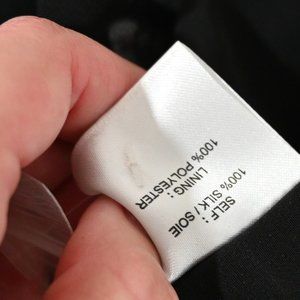 SELF:
100% SILK / SOIE
LINING:
100% POLYESTER